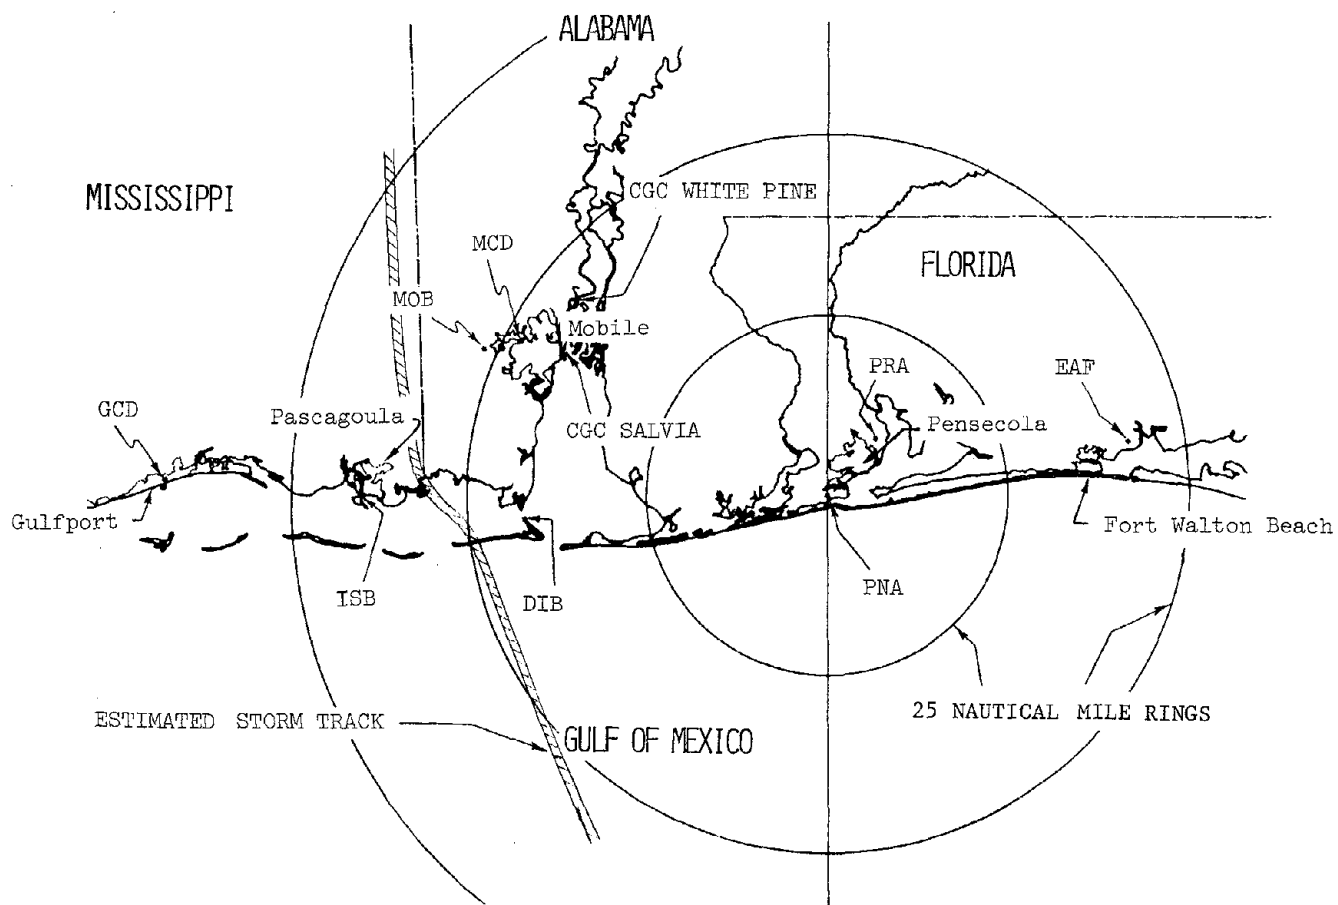 ALABAMA
CGC WHITE PINE
MISSISSIPPI
MCD
FLORIDA
MOB
Mobile
PRA
EAF
GCD
Pascagoula
Pensecola
CGC SALVIA
Gulfport
Fort Walton Beach
ISB
DIB
PNA
ESTIMATED STORM TRACK
25 NAUTICAL MILE RINGS
GULF OF MEXICO